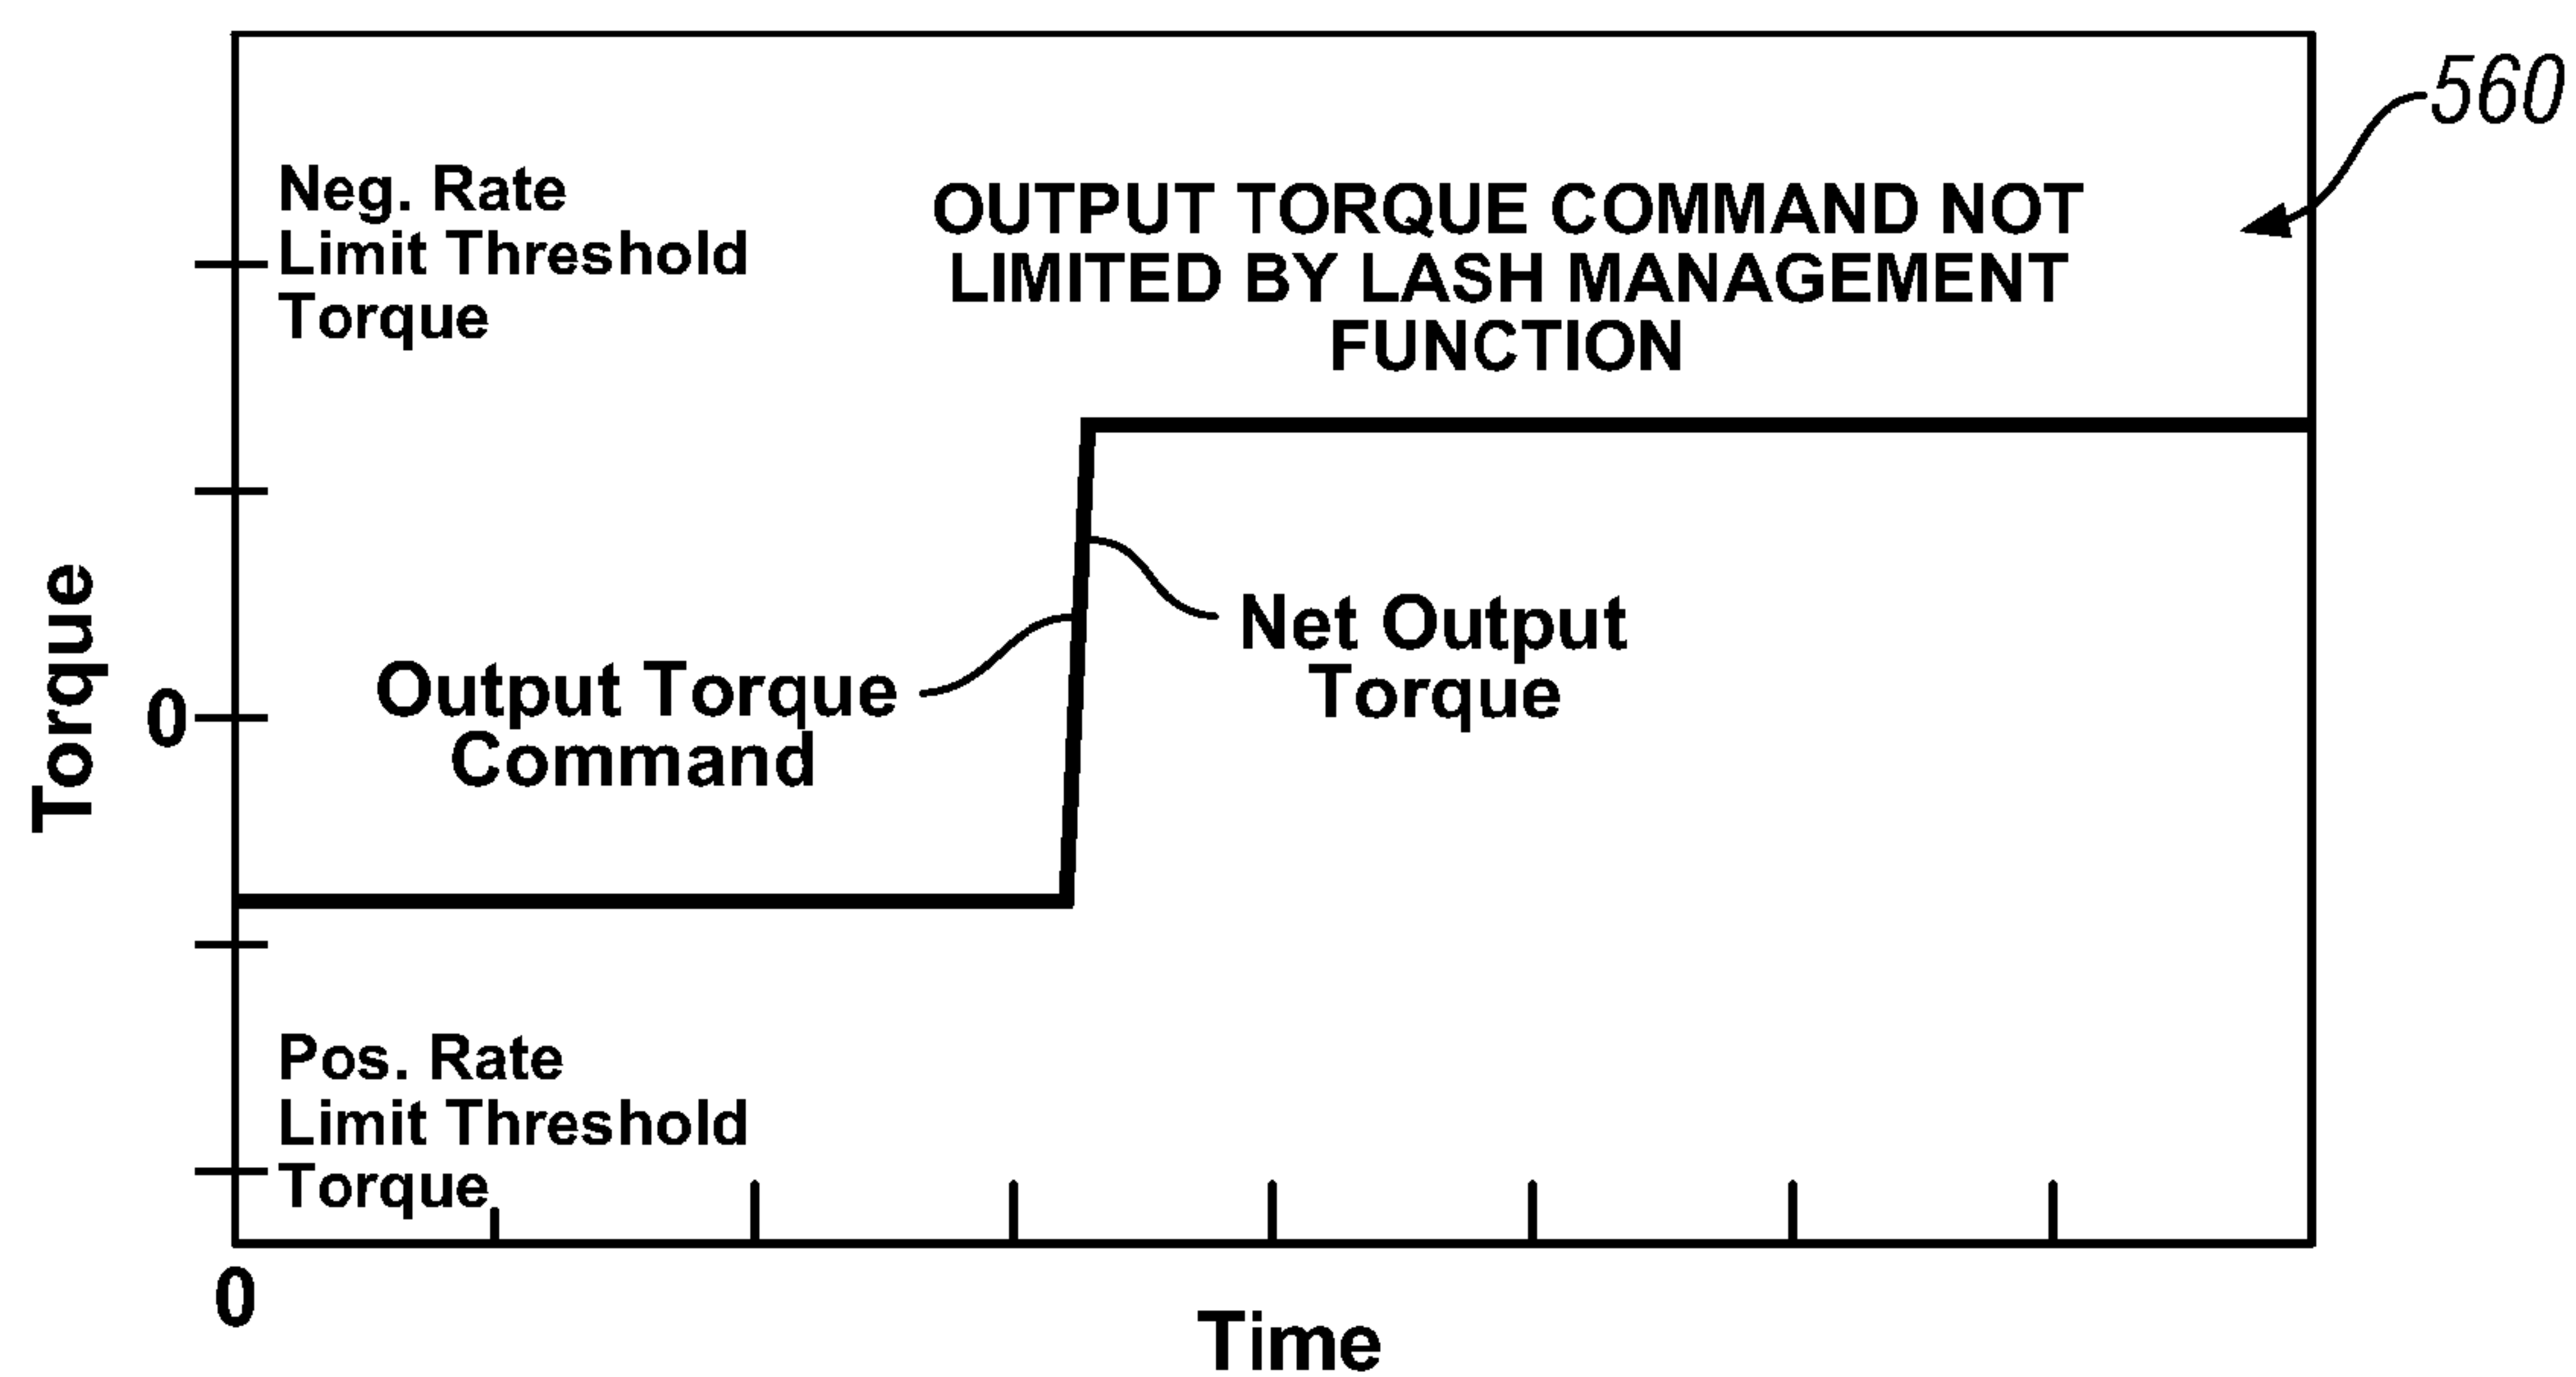 560
Neg. Rate
Limit Threshold
Torque
OUTPUT TORQUE COMMAND NOT
LIMITED BY LASH MANAGEMENT
FUNCTION
Net Output
Torque
Output Torque
Command
Torque
0
Pos. Rate
Limit Threshold
Torque
0
Time